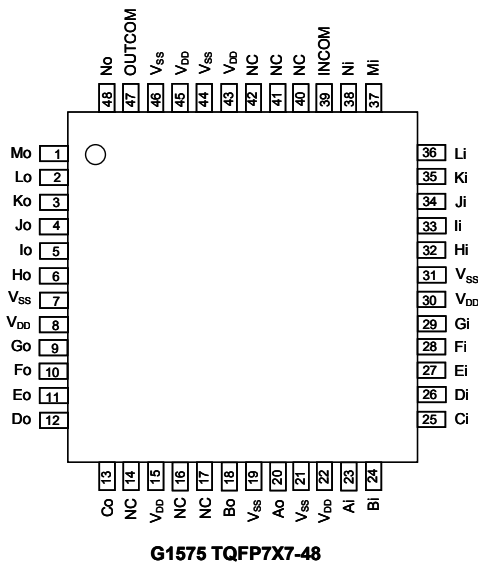 No OUTCOM VSS VDD VSS VDD NC NC NC INCOM Ni Mi
48 47 46 45 44 43 42 41 40 39 38 37
Mo 1
Lo 2
Ko 3
Jo 4
Io 5
Ho 6
VSS 7
VDD 8
Go 9
Fo 10
Eo 11
Do 12
36 Li
35 Ki
34 Ji
33 Ii
32 Hi
31 VSS
30 VDD
29 Gi
28 Fi
27 Ei
26 Di
25 Ci
13 14 15 16 17 18 19 20 21 22 23 24
Co NC VDD NC NC Bo VSS Ao VSS VDD Ai Bi
G1575 TQFP7X7-48